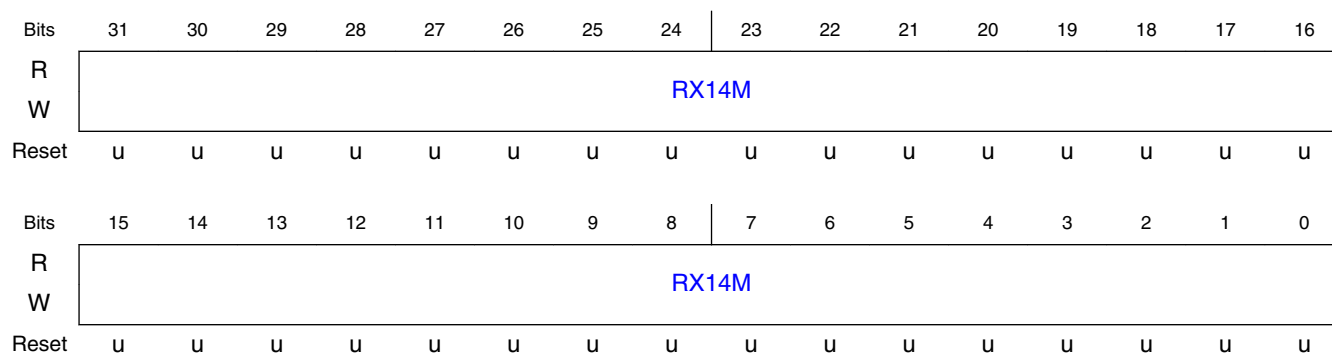 Bits 31 30 29 28 27 26 25 24 23 22 21 20 19 18 17 16
R
RX14M
W
Reset u u u u u u u u u u u u u u u u
Bits 15 14 13 12 11 10 9 8 7 6 5 4 3 2 1 0
R
RX14M
W
Reset u u u u u u u u u u u u u u u u